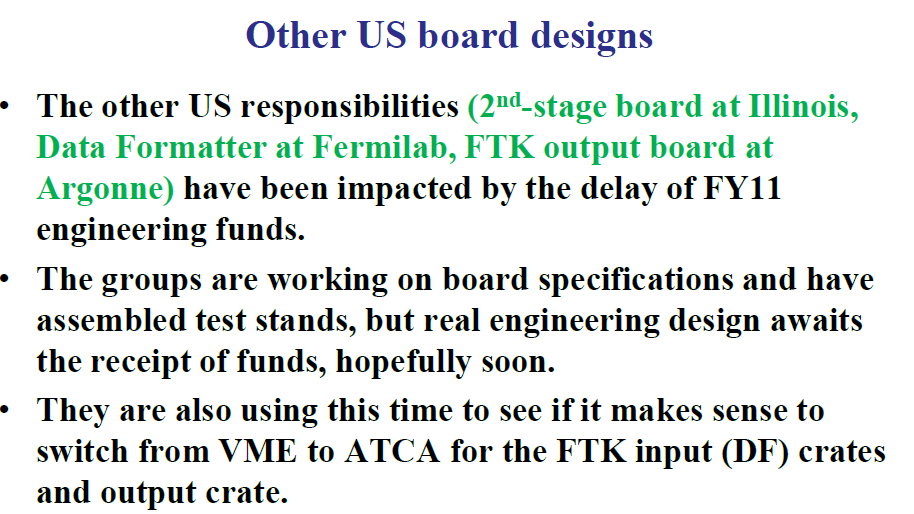 Other US board designs
• The other US responsibilities (2nd-stage board at Illinois,
Data Formatter at Fermilab, FTK output board at
Argonne) have been impacted by the delay of FY11
engineering funds.
• The groups are working on board specifications and have
assembled test stands, but real engineering design awaits
the receipt of funds, hopefully soon.
• They are also using this time to see if it makes sense to
switch from VME to ATCA for the FTK input (DF) crates
and output crate.